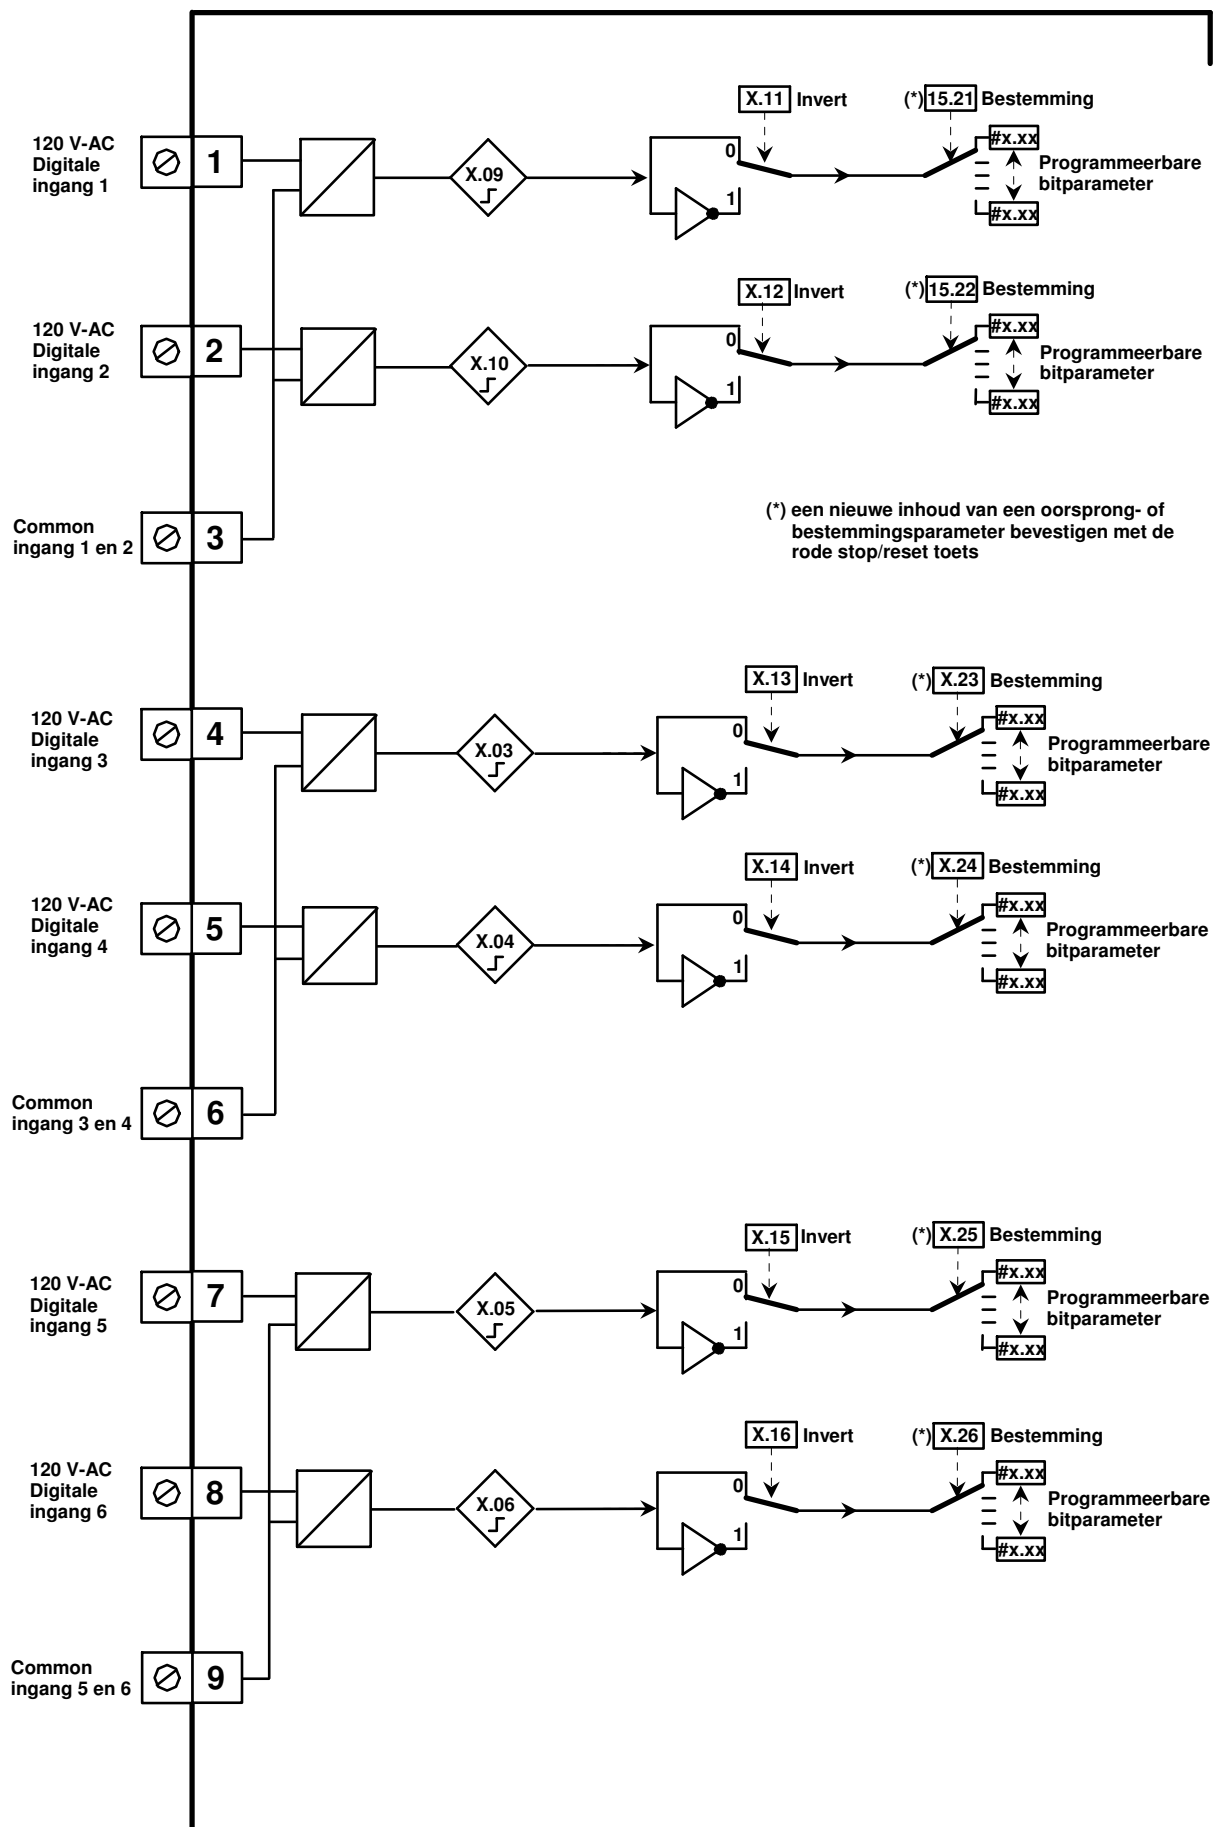 X.11 Invert
(*) 15.21 Bestemming
120 V-AC
Digitale
ingang 1
1
X.09
0
1
#x.xx
#x.xx
Programmeerbare
bitparameter
X.12 Invert
(*) 15.22 Bestemming
120 V-AC
Digitale
ingang 2
2
X.10
0
1
#x.xx
#x.xx
Programmeerbare
bitparameter
Common
ingang 1 en 2
3
(*) een nieuwe inhoud van een oorsprong- of
bestemmingsparameter bevestigen met de
rode stop/reset toets
X.13 Invert
(*) X.23 Bestemming
120 V-AC
Digitale
ingang 3
4
X.03
0
1
#x.xx
#x.xx
Programmeerbare
bitparameter
X.14 Invert
(*) X.24 Bestemming
120 V-AC
Digitale
ingang 4
5
X.04
0
1
#x.xx
#x.xx
Programmeerbare
bitparameter
Common
ingang 3 en 4
6
X.15 Invert
(*) X.25 Bestemming
120 V-AC
Digitale
ingang 5
7
X.05
0
1
#x.xx
#x.xx
Programmeerbare
bitparameter
X.16 Invert
(*) X.26 Bestemming
120 V-AC
Digitale
ingang 6
8
X.06
0
1
#x.xx
#x.xx
Programmeerbare
bitparameter
Common
ingang 5 en 6
9